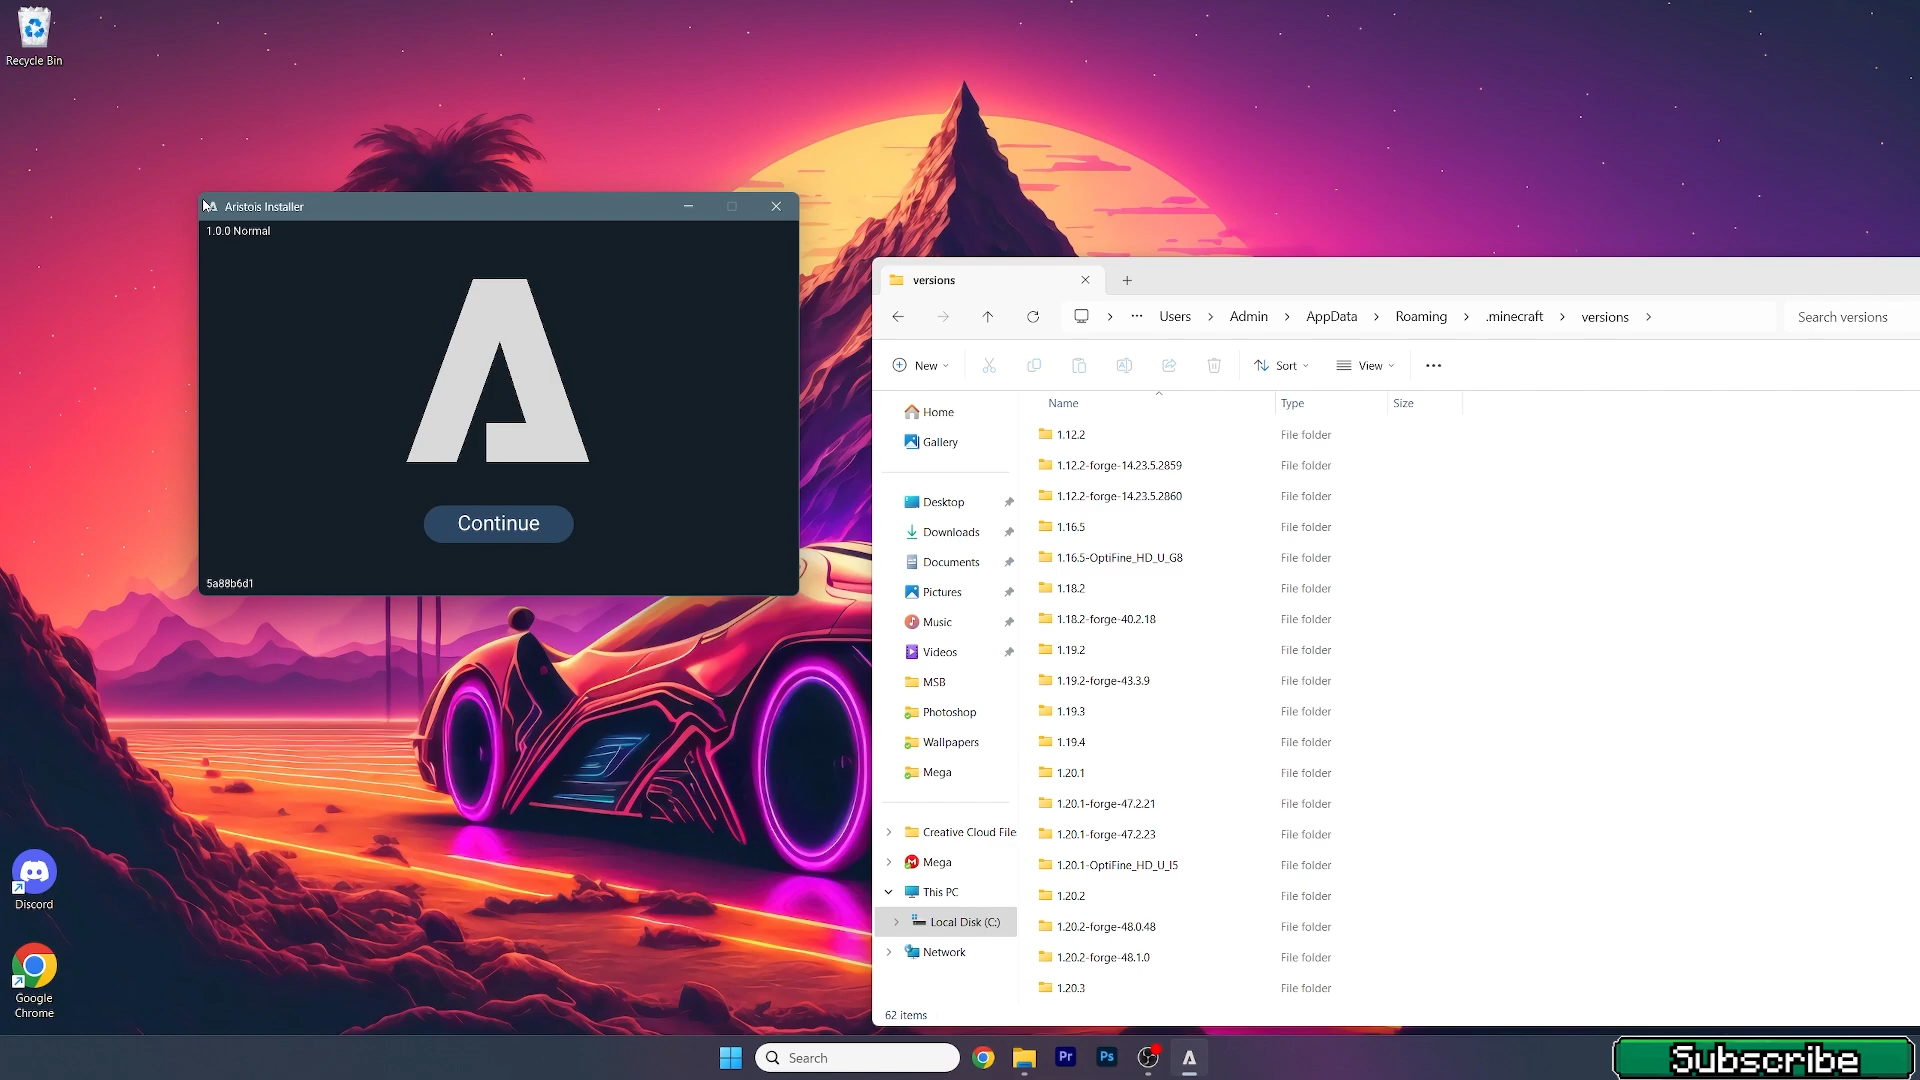 Recycle Bin
Aristois Installer
1.0.0 Normal
Continue
5a88b6d1
versions
Users
Admin
AppData
Roaming
.minecraft
versions
Search versions
New
Sort
View
Name
Type
Size
Home
Gallery
Desktop
Downloads
Documents
Pictures
Music
Videos
MSB
Photoshop
Wallpapers
Mega
Creative Cloud File
Mega
This PC
Local Disk (C:)
Network
1.12.2 File folder
1.12.2-forge-14.23.5.2859 File folder
1.12.2-forge-14.23.5.2860 File folder
1.16.5 File folder
1.16.5-OptiFine_HD_U_G8 File folder
1.18.2 File folder
1.18.2-forge-40.2.18 File folder
1.19.2 File folder
1.19.2-forge-43.3.9 File folder
1.19.3 File folder
1.19.4 File folder
1.20.1 File folder
1.20.1-forge-47.2.21 File folder
1.20.1-forge-47.2.23 File folder
1.20.1-OptiFine_HD_U_I5 File folder
1.20.2 File folder
1.20.2-forge-48.0.48 File folder
1.20.2-forge-48.1.0 File folder
1.20.3 File folder
62 items
Discord
Google
Chrome
Search
Pr
Ps
Subscribe